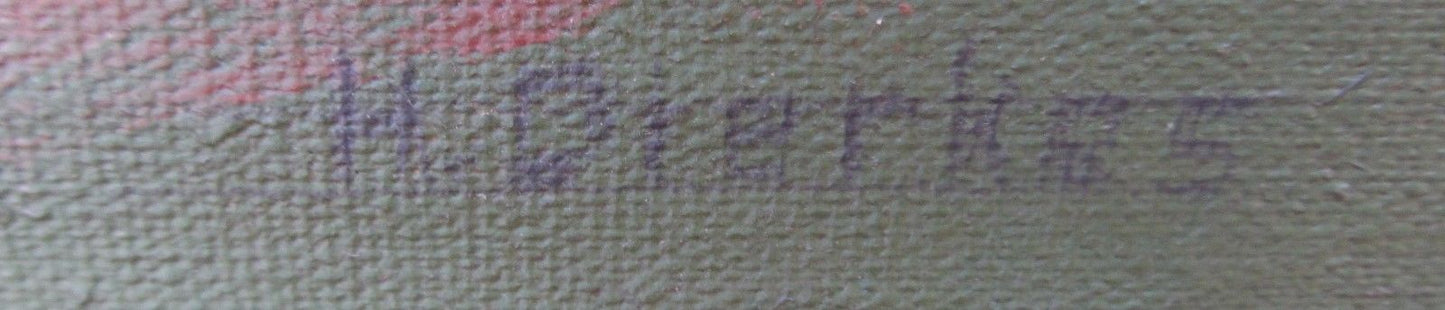 H. Dierkes